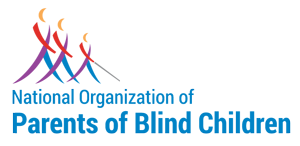 National Organization of
Parents of Blind Children